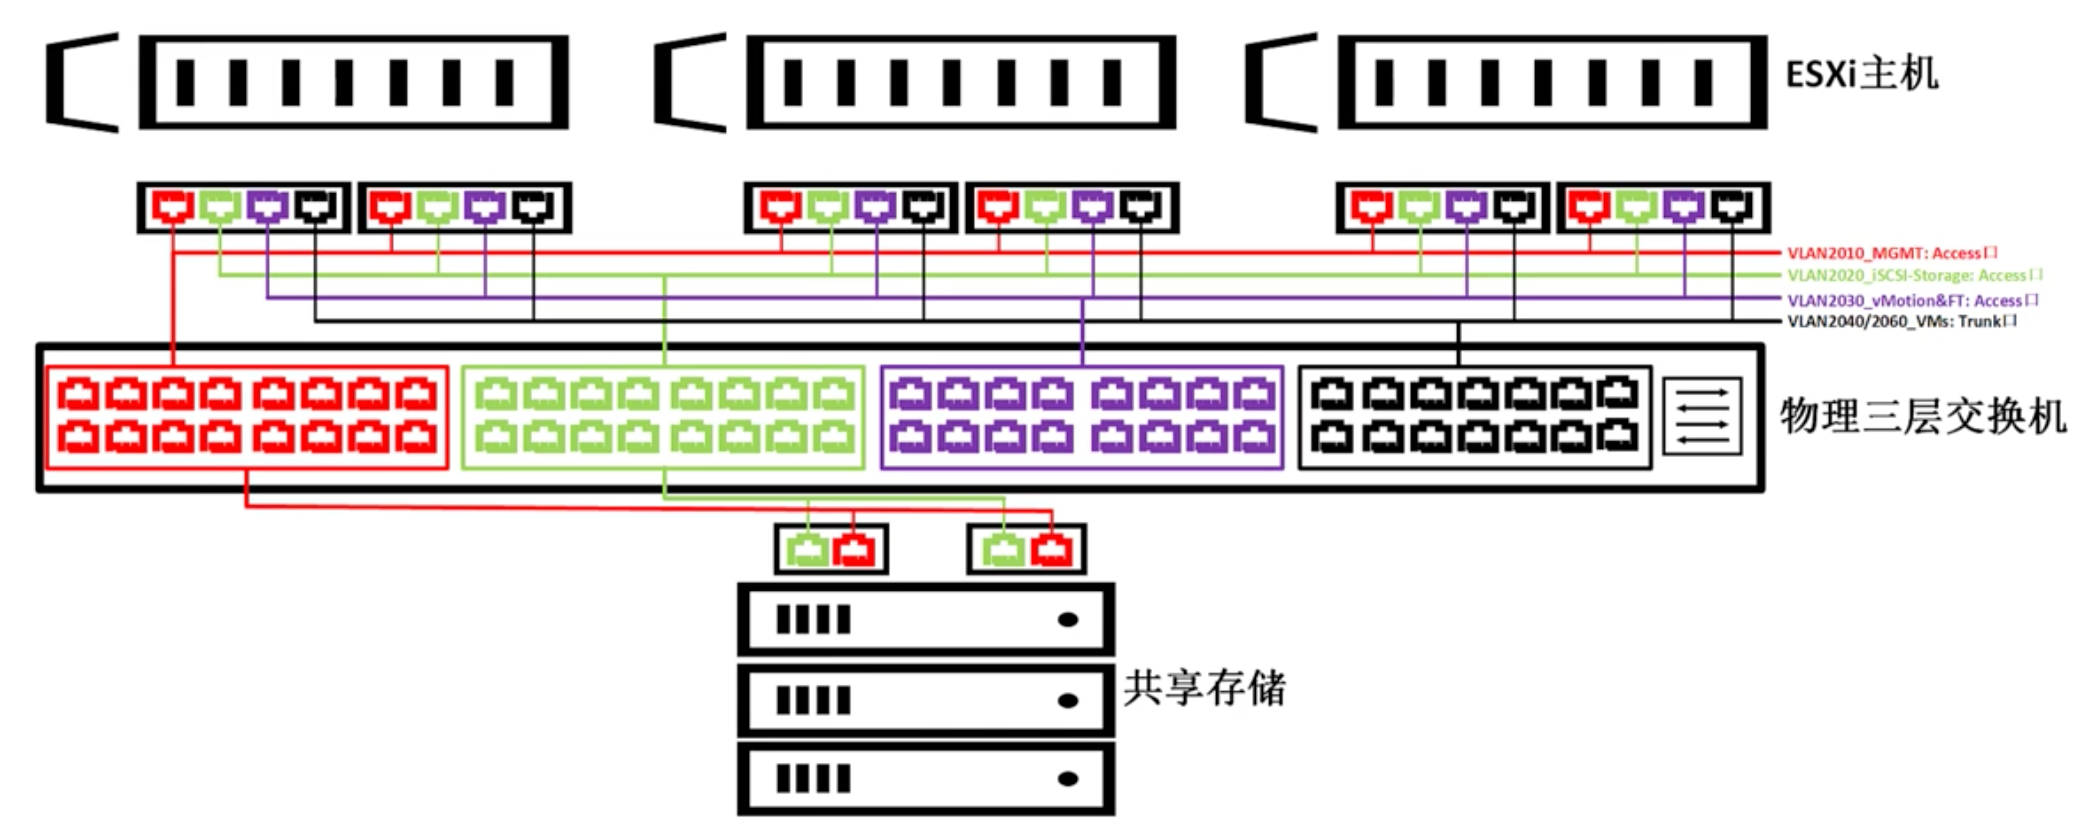 ESXi主机
VLAN2010_MGMT: Access口
VLAN2020_iSCSI-Storage: Access口
VLAN2030_vMotion&FT: Access口
VLAN2040/2060_VMs: Trunk口
物理三层交换机
共享存储